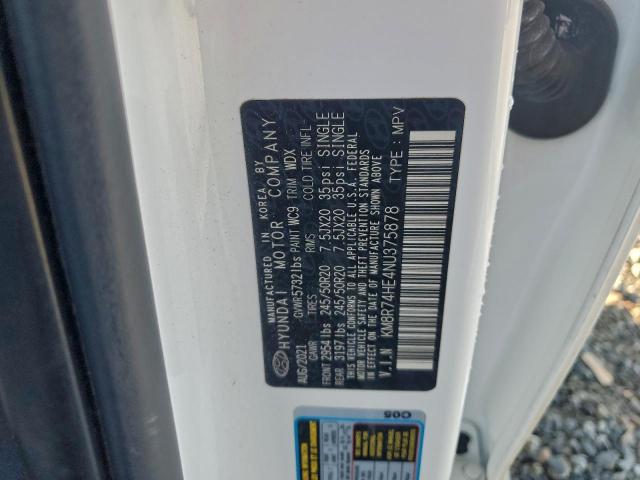 MANUFACTURED IN KOREA BY
HYUNDAI MOTOR COMPANY
AUG/2021 GVWR5732lbs PAINT WC9 TRIM WDX
GAWR TIRES RIMS COLD TIRE INFL
FRONT 2954lbs 245/50R20 7.5JX20 35psi SINGLE
REAR 3197lbs 245/50R20 7.5JX20 35psi SINGLE
THIS VEHICLE CONFORMS TO ALL APPLICABLE U.S.A. FEDERAL
MOTOR VEHICLE SAFETY, BUMPER, AND THEFT PREVENTION STANDARDS
IN EFFECT ON THE DATE OF MANUFACTURE SHOWN ABOVE.
V.I.N KM8R74HE4NU375878 TYPE : MPV
C05